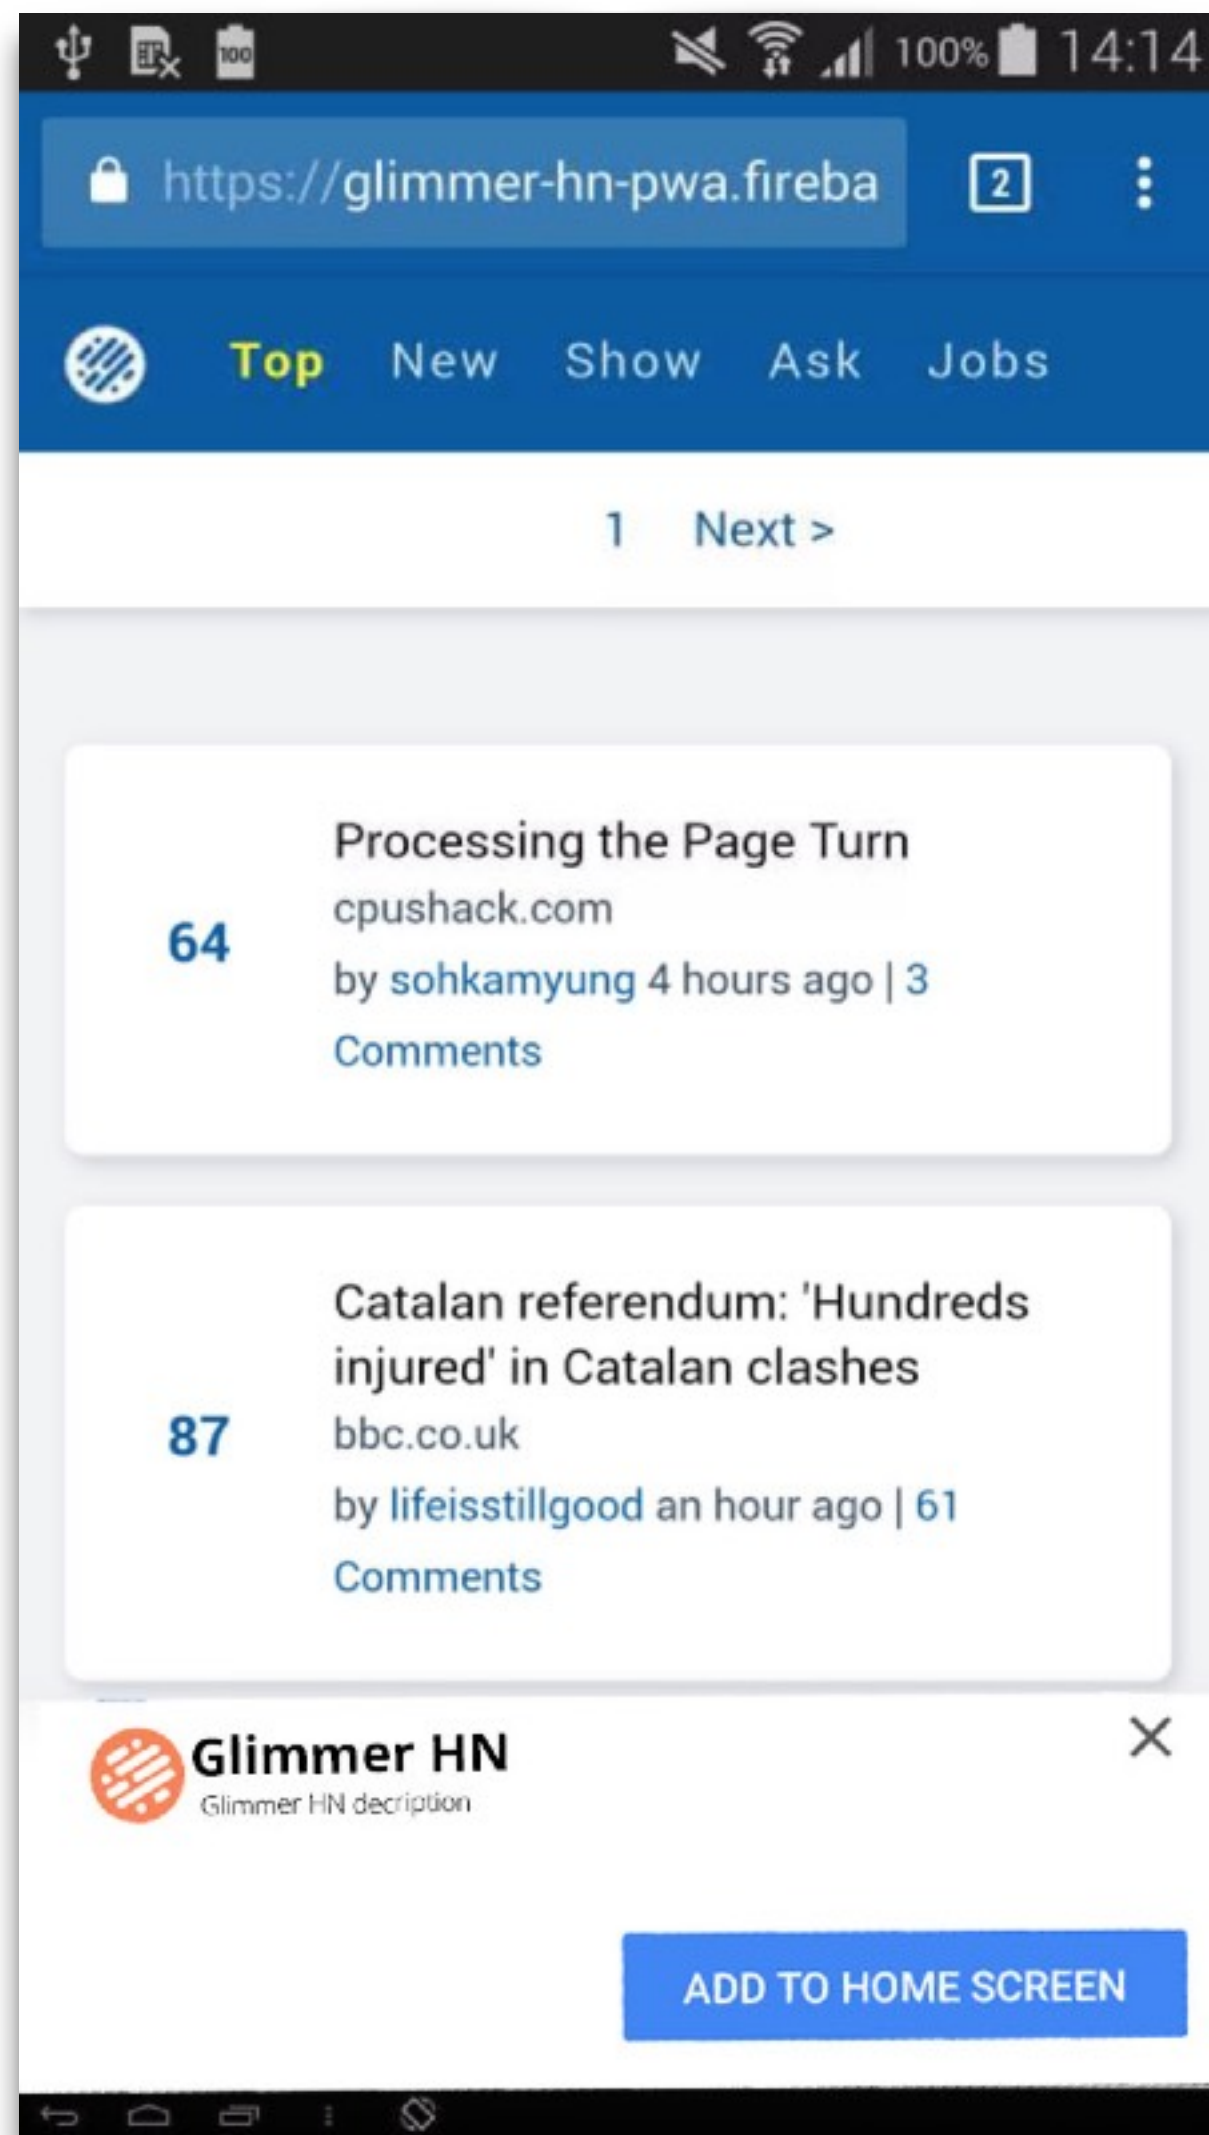 100
100% 14:14
https://glimmer-hn-pwa.fireba 2
Top New Show Ask Jobs
1 Next >
Processing the Page Turn
cpushack.com
64
by sohkamyung 4 hours ago | 3
Comments
Catalan referendum: 'Hundreds
injured' in Catalan clashes
87
bbc.co.uk
by lifeisstillgood an hour ago | 61
Comments
Glimmer HN
Glimmer HN decription
ADD TO HOME SCREEN